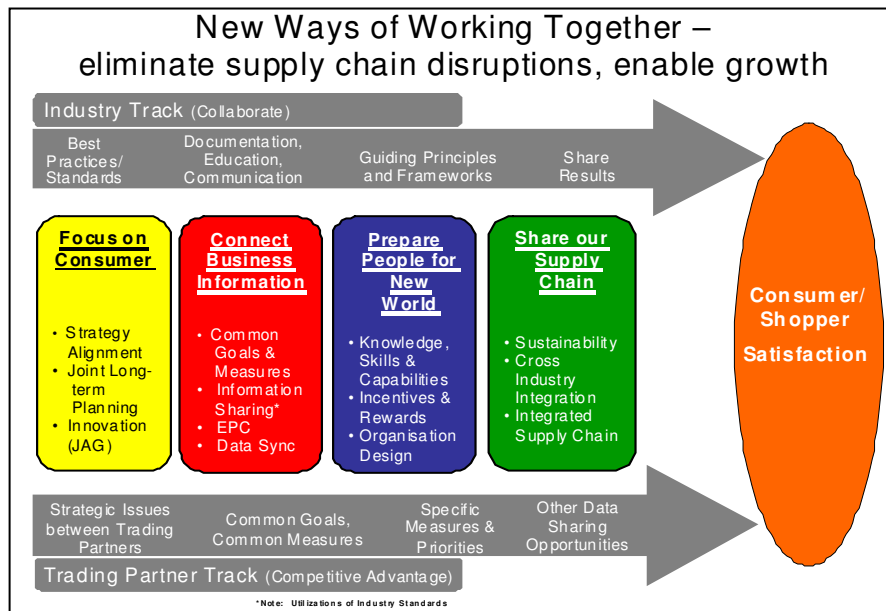 New Ways of Working Together –
eliminate supply chain disruptions, enable growth
Industry Track (Collaborate)
Best
Practices/
Standards
Documentation,
Education,
Communication
Guiding Principles
and Frameworks
Share
Results
Focus on
Consumer
• Strategy
Alignment
• Joint Long-
term
Planning
• Innovation
(JAG)
Connect
Business
Information
• Common
Goals &
Measures
• Information
Sharing*
• EPC
• Data Sync
Prepare
People for
New
World
• Knowledge,
Skills &
Capabilities
• Incentives &
Rewards
• Organisation
Design
Share our
Supply
Chain
• Sustainability
• Cross
Industry
Integration
• Integrated
Supply Chain
Consumer/
Shopper
Satisfaction
Strategic Issues
between Trading
Partners
Common Goals,
Common Measures
Specific
Measures &
Priorities
Other Data
Sharing
Opportunities
Trading Partner Track (Competitive Advantage)
*Note: Utilizations of Industry Standards